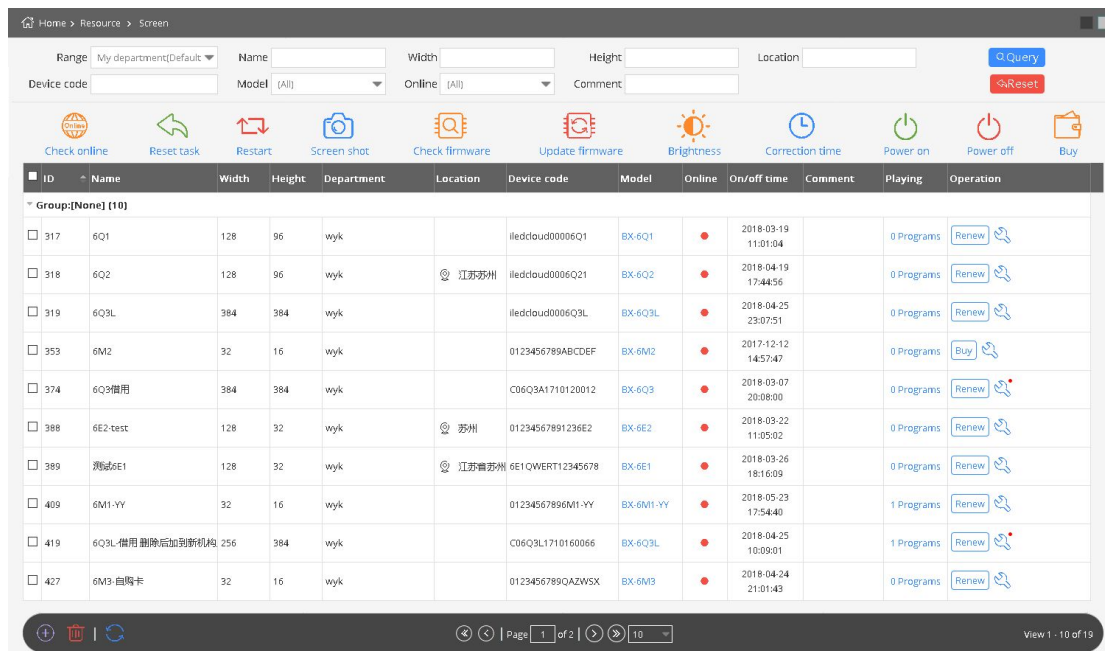 Home > Resource > Screen
Range My department(Default Name Width Height Location Query
Device code Model (All) Online (All) Comment Reset
Online
Check online Reset task Restart Screen shot Check firmware Update firmware Brightness Correction time Power on Power off Buy
ID Name Width Height Department Location Device code Model Online On/off time Comment Playing Operation
Group:[None] (10)
317 6Q1 128 96 wyk iledcloud00006Q1 BX-6Q1 2018-03-19 11:01:04 0 Programs Renew
318 6Q2 128 96 wyk 江苏苏州 iledcloud0006Q21 BX-6Q2 2018-04-19 17:44:56 0 Programs Renew
319 6Q3L 384 384 wyk iledcloud0006Q3L BX-6Q3L 2018-04-25 23:07:51 0 Programs Renew
353 6M2 32 16 wyk 0123456789ABCDEF BX-6M2 2017-12-12 14:57:47 0 Programs Buy
374 6Q3借用 384 384 wyk C06Q3A1710120012 BX-6Q3 2018-03-07 20:08:00 0 Programs Renew
388 6E2-test 128 32 wyk 苏州 01234567891236E2 BX-6E2 2018-03-22 11:05:02 0 Programs Renew
389 测试6E1 128 32 wyk 江苏省苏州 6E1QWERT12345678 BX-6E1 2018-03-26 18:16:09 0 Programs Renew
409 6M1-YY 32 16 wyk 01234567896M1-YY BX-6M1-YY 2018-05-23 17:54:40 1 Programs Renew
419 6Q3L-借用 删除后加到新机构 256 384 wyk C06Q3L1710160066 BX-6Q3L 2018-04-25 10:09:01 1 Programs Renew
427 6M3-自购卡 32 16 wyk 0123456789QAZWSX BX-6M3 2018-04-24 21:01:43 0 Programs Renew
| | Page 1 of 2 | 10 View 1 - 10 of 19